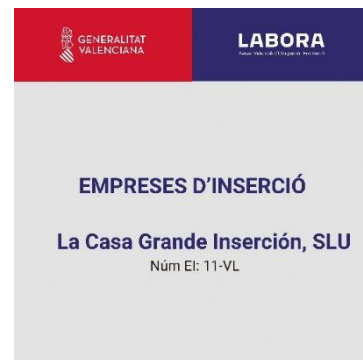 GENERALITAT
VALENCIANA
LABORA
EMPRESES D'INSERCIÓ
La Casa Grande Inserción, SLU
Núm EI: 11-VL